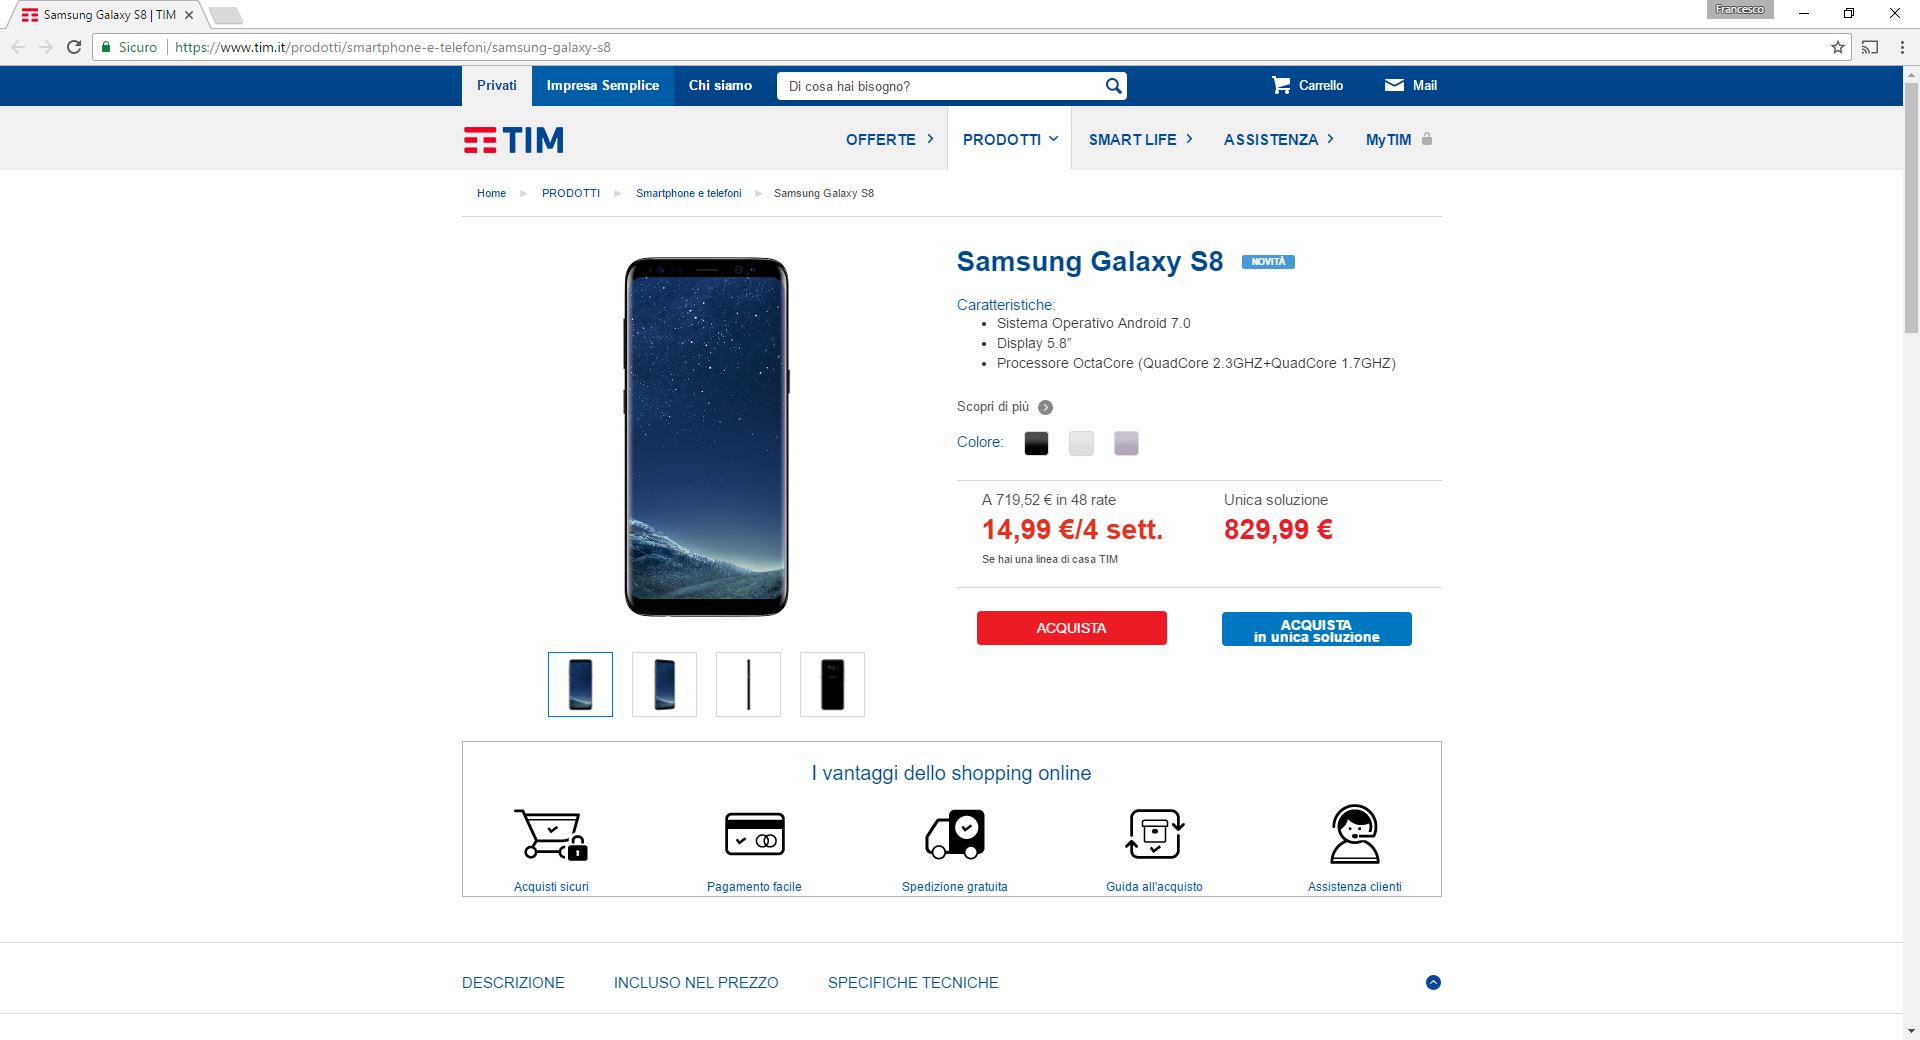 Samsung Galaxy S8 | TIM
Francesco
Sicuro
https://www.tim.it/prodotti/smartphone-e-telefoni/samsung-galaxy-s8
Privati
Impresa Semplice
Chi siamo
Di cosa hai bisogno?
Carrello
Mail
TIM
OFFERTE
PRODOTTI
SMART LIFE
ASSISTENZA
MyTIM
Home
PRODOTTI
Smartphone e telefoni
Samsung Galaxy S8
Samsung Galaxy S8
NOVITÀ
Caratteristiche:
• Sistema Operativo Android 7.0
• Display 5.8”
• Processore OctaCore (QuadCore 2.3GHZ+QuadCore 1.7GHZ)
Scopri di più
Colore:
A 719,52 € in 48 rate
14,99 €/4 sett.
Se hai una linea di casa TIM
Unica soluzione
829,99 €
ACQUISTA
ACQUISTA
in unica soluzione
I vantaggi dello shopping online
Acquisti sicuri
Pagamento facile
Spedizione gratuita
Guida all'acquisto
Assistenza clienti
DESCRIZIONE
INCLUSO NEL PREZZO
SPECIFICHE TECNICHE